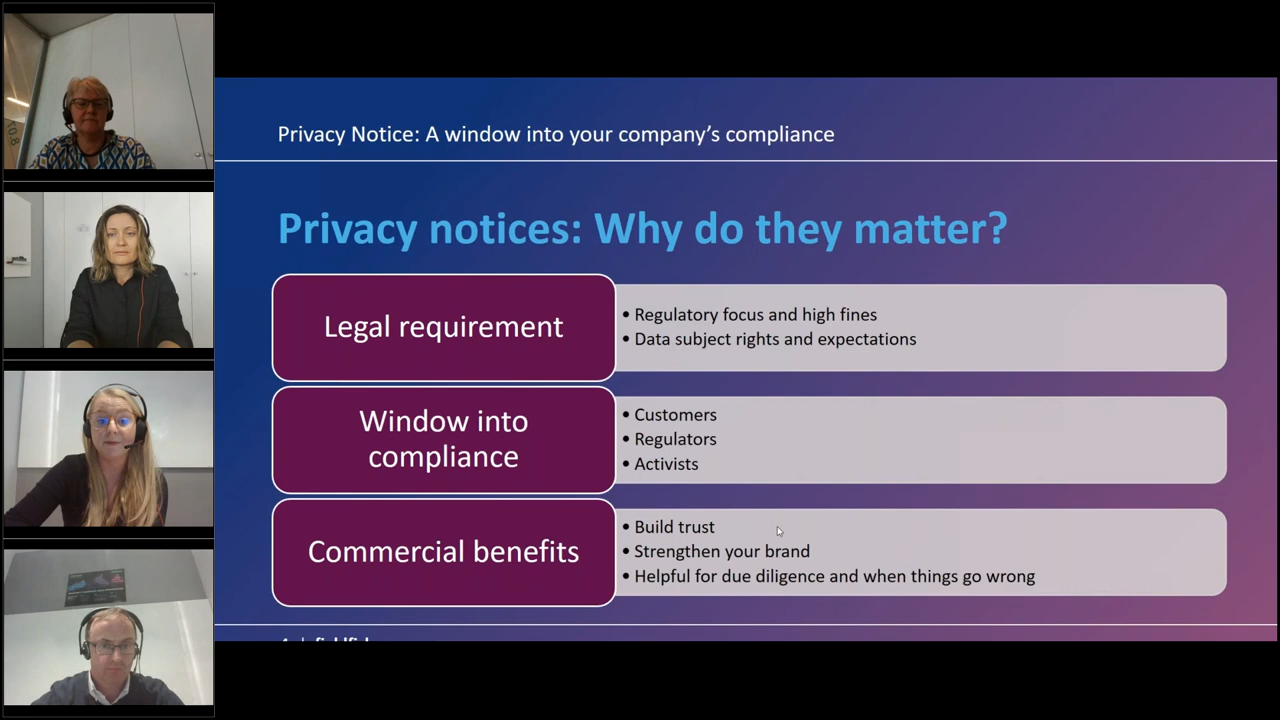 Privacy Notice: A window into your company's compliance
Privacy notices: Why do they matter?
Legal requirement
• Regulatory focus and high fines
• Data subject rights and expectations
Window into
compliance
• Customers
• Regulators
• Activists
Commercial benefits
• Build trust
• Strengthen your brand
• Helpful for due diligence and when things go wrong